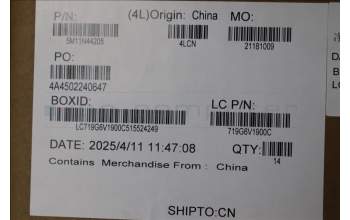 P/N:
(4L)Origin: China
MO:
5M11N44205
4LCN
21181009
PO:
4A4502240647
BOXID:
LC P/N:
LC719G6V1900C515524249
719G6V1900C
DATE: 2025/4/11 11:47:08
QTY:
14
Contains Merchandise From : China
SHIPTO:CN